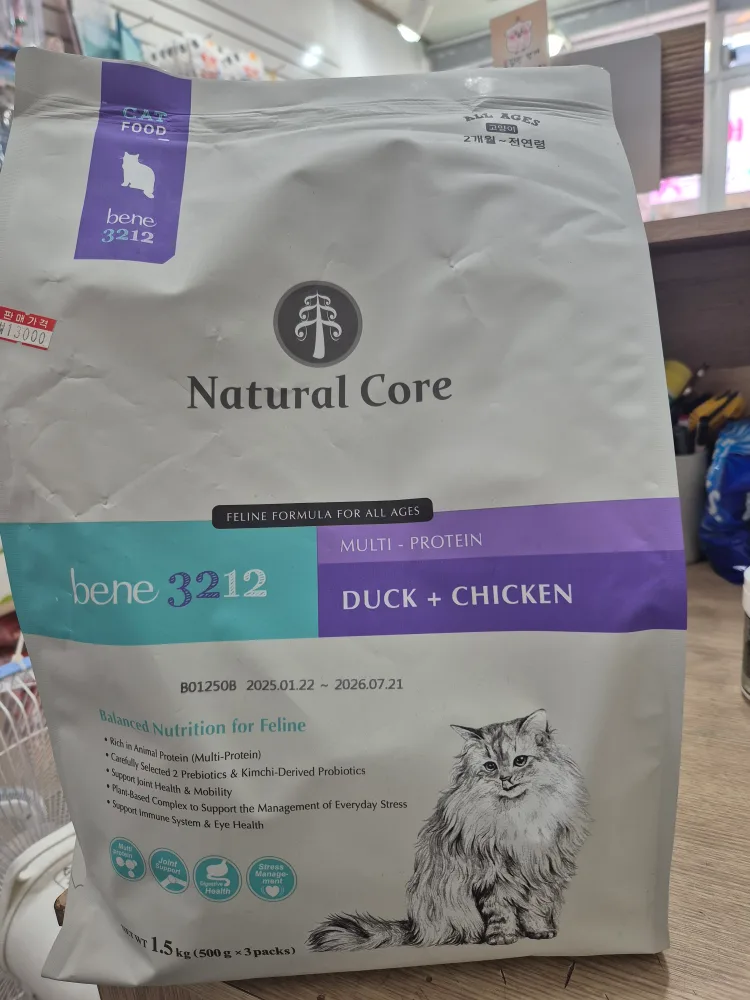 CAT
FOOD
bene
3212
ALL AGES
고양이
2개월~전연령
판매가격
₩13000
Natural Core
FELINE FORMULA FOR ALL AGES
bene 3212
MULTI - PROTEIN
DUCK + CHICKEN
B01250B 2025.01.22 ~ 2026.07.21
Balanced Nutrition for Feline
• Rich in Animal Protein (Multi-Protein)
• Carefully Selected 2 Prebiotics & Kimchi-Derived Probiotics
• Support Joint Health & Mobility
• Plant-Based Complex to Support the Management of Everyday Stress
• Support Immune System & Eye Health
Multi
protein
Joint
Support
Digestive
Health
Stress
Manage-
ment
NET WT 1.5 kg (500 g × 3 packs)